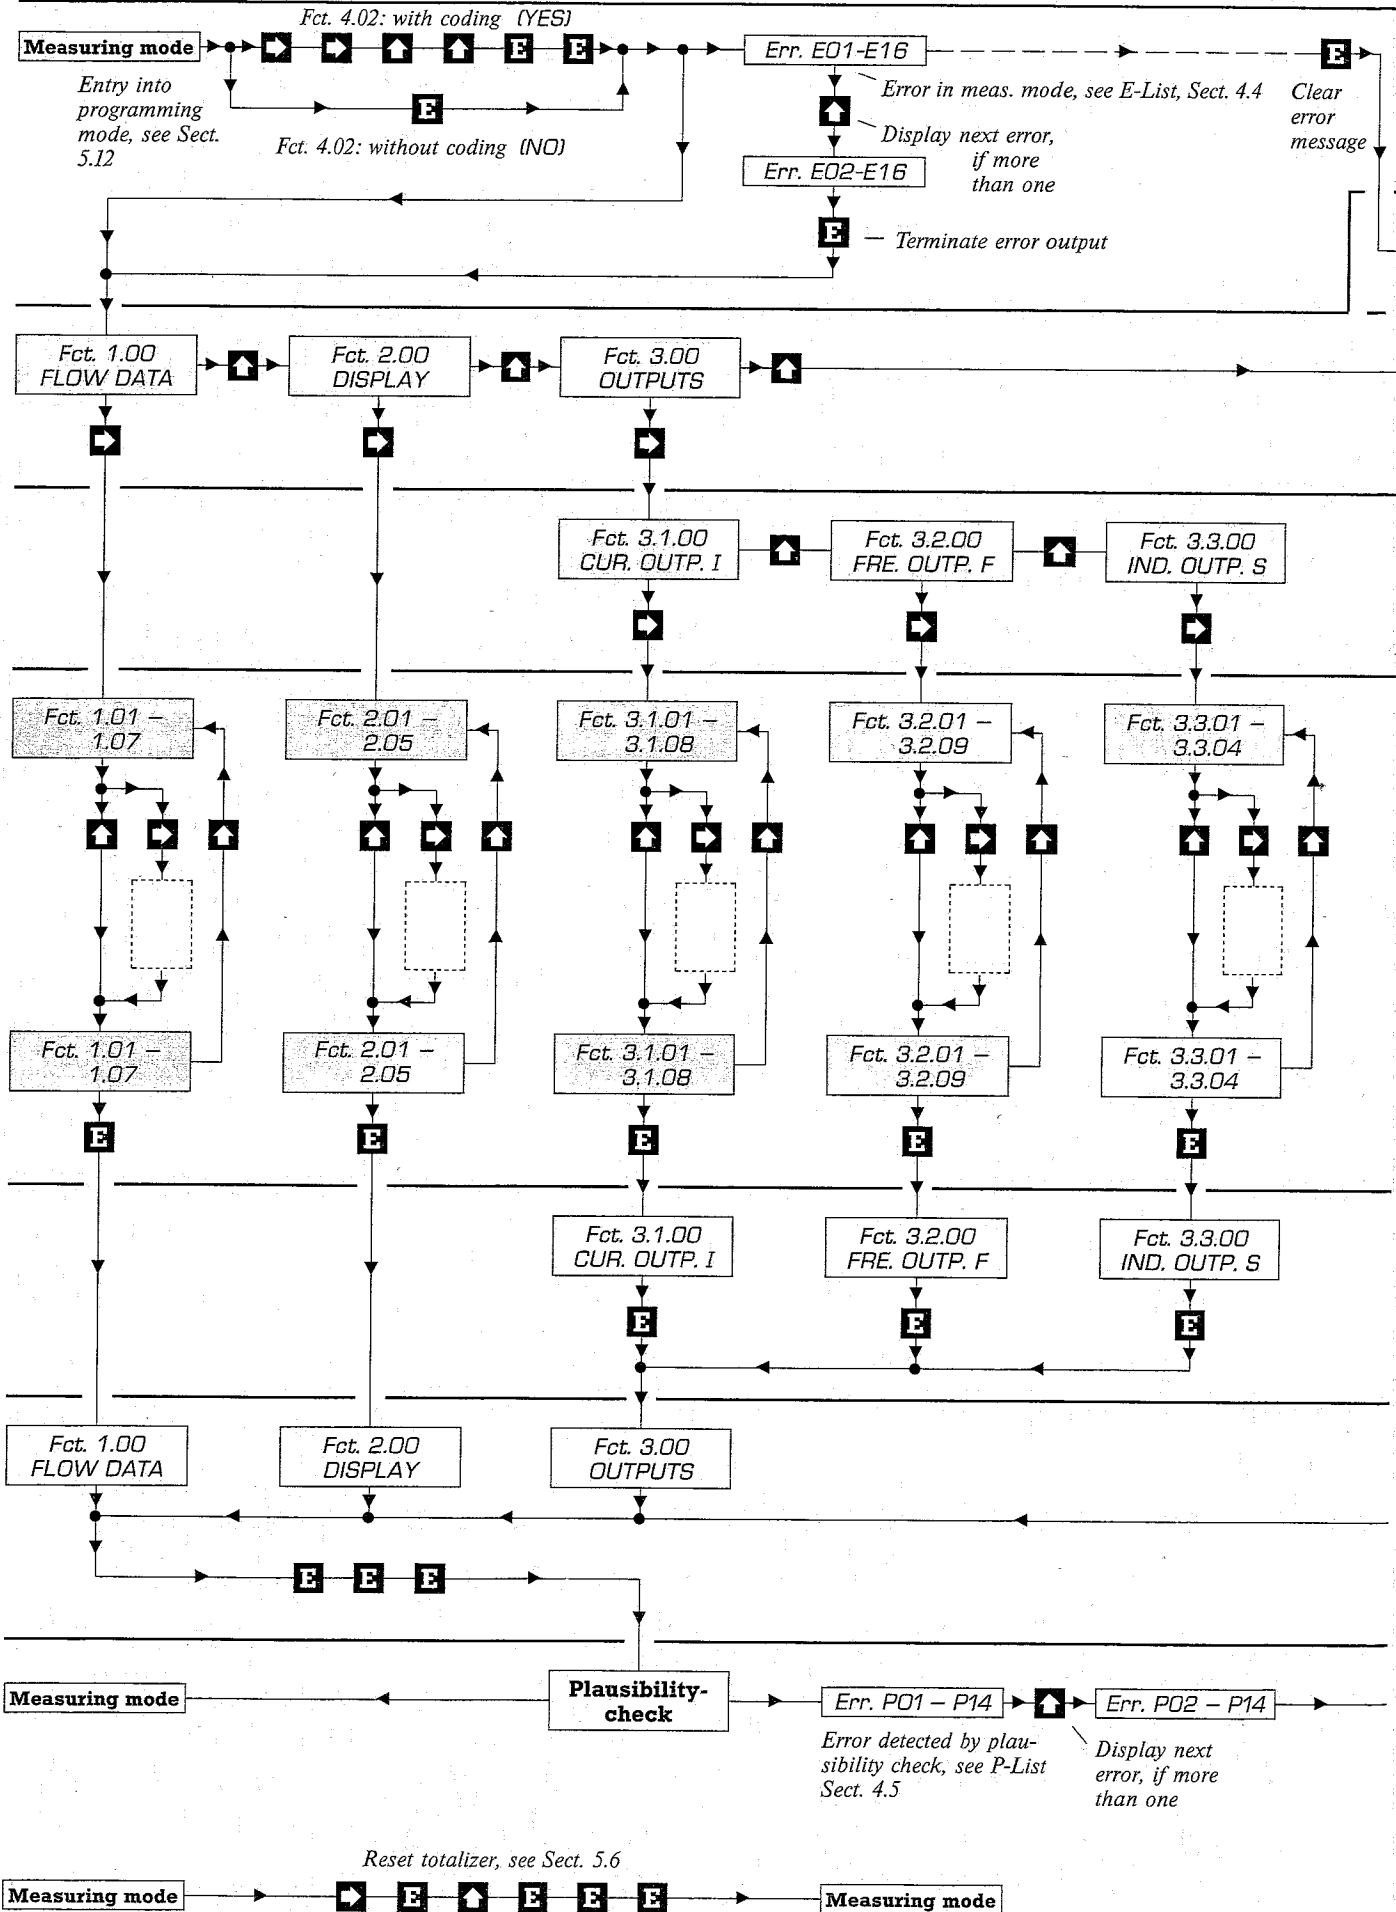 Fct. 4.02: with coding (YES)
Measuring mode
E E
Err. E01-E16
E
Entry into
programming
mode, see Sect.
5.12
E
Fct. 4.02: without coding (NO)
Error in meas. mode, see E-List, Sect. 4.4
Clear
error
message
Display next error,
if more
than one
Err. E02-E16
E
— Terminate error output
Fct. 1.00
FLOW DATA
Fct. 2.00
DISPLAY
Fct. 3.00
OUTPUTS
Fct. 3.1.00
CUR. OUTP. I
Fct. 3.2.00
FRE. OUTP. F
Fct. 3.3.00
IND. OUTP. S
Fct. 1.01 –
1.07
Fct. 2.01 –
2.05
Fct. 3.1.01 –
3.1.08
Fct. 3.2.01 –
3.2.09
Fct. 3.3.01 –
3.3.04
Fct. 1.01 –
1.07
Fct. 2.01 –
2.05
Fct. 3.1.01 –
3.1.08
Fct. 3.2.01 –
3.2.09
Fct. 3.3.01 –
3.3.04
E
E
E
E
E
Fct. 3.1.00
CUR. OUTP. I
Fct. 3.2.00
FRE. OUTP. F
Fct. 3.3.00
IND. OUTP. S
E
E
E
Fct. 1.00
FLOW DATA
Fct. 2.00
DISPLAY
Fct. 3.00
OUTPUTS
E E E
Measuring mode
Plausibility-
check
Err. P01 – P14
Err. P02 – P14
Error detected by plau-
sibility check, see P-List
Sect. 4.5
Display next
error, if more
than one
Reset totalizer, see Sect. 5.6
Measuring mode
E E E E
Measuring mode